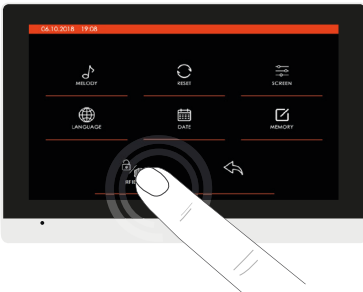 06.10.2018 19:08
MELODY
RESET
SCREEN
LANGUAGE
DATE
MEMORY